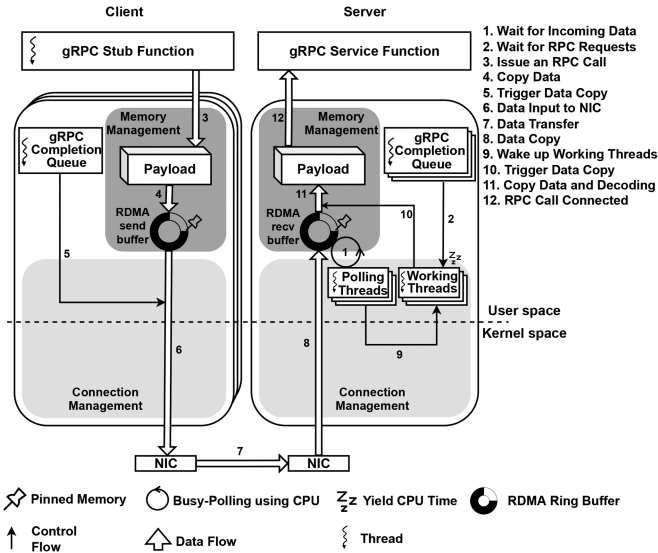 Client
Server
gRPC Stub Function
gRPC Service Function
1. Wait for Incoming Data
2. Wait for RPC Requests
3. Issue an RPC Call
4. Copy Data
5. Trigger Data Copy
6. Data Input to NIC
7. Data Transfer
8. Data Copy
9. Wake up Working Threads
10. Trigger Data Copy
11. Copy Data and Decoding
12. RPC Call Connected
3
Memory
Management
gRPC
Completion
Queue
Payload
4
RDMA
send
buffer
5
6
Connection
Management
NIC
7
12
Memory
Management
gRPC
Completion
Queue
Payload
11
RDMA
recv
buffer
10
2
1
Zzz
Polling
Threads
Working
Threads
User space
Kernel space
8
9
Connection
Management
NIC
Pinned Memory
Busy-Polling using CPU
Zzz
Yield CPU Time
RDMA Ring Buffer
Control
Flow
Data Flow
Thread